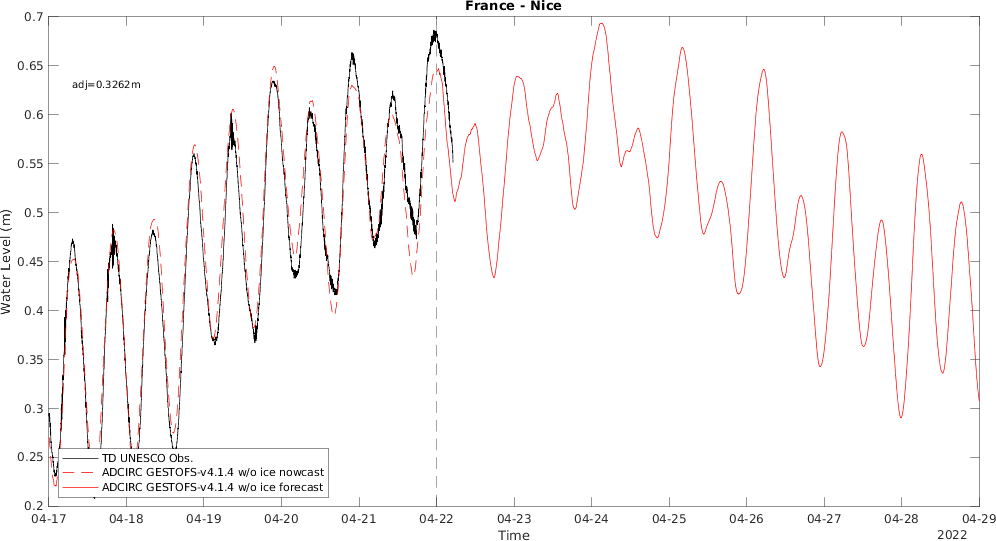 France - Nice
0.7
0.65
0.6
0.55
0.5
0.45
0.4
0.35
0.3
0.25
0.2
Water Level (m)
adj=0.3262m
TD UNESCO Obs.
ADCIRC GESTOFS-v4.1.4 w/o ice nowcast
ADCIRC GESTOFS-v4.1.4 w/o ice forecast
04-17 04-18 04-19 04-20 04-21 04-22 04-23 04-24 04-25 04-26 04-27 04-28 04-29
Time
2022